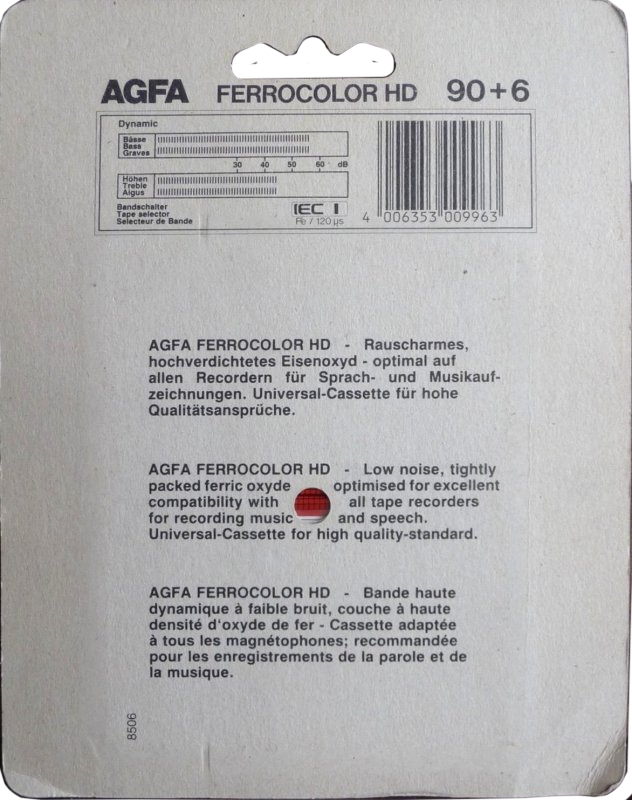 AGFA FERROCOLOR HD 90+6
Dynamic
Bässe
Bass
Graves
30 40 50 60 dB
Höhen
Treble
Aigus
Bandschalter
Tape selector
Selecteur de Bande
IEC I
Fe / 120 µs
4 006353 009963
AGFA FERROCOLOR HD - Rauscharmes,
hochverdichtetes Eisenoxyd - optimal auf
allen Recordern für Sprach- und Musikauf-
zeichnungen. Universal-Cassette für hohe
Qualitätsansprüche.
AGFA FERROCOLOR HD - Low noise, tightly
packed ferric oxyde optimised for excellent
compatibility with all tape recorders
for recording music and speech.
Universal-Cassette for high quality-standard.
AGFA FERROCOLOR HD - Bande haute
dynamique à faible bruit, couche à haute
densité d'oxyde de fer - Cassette adaptée
à tous les magnétophones; recommandée
pour les enregistrements de la parole et de
la musique.
8506